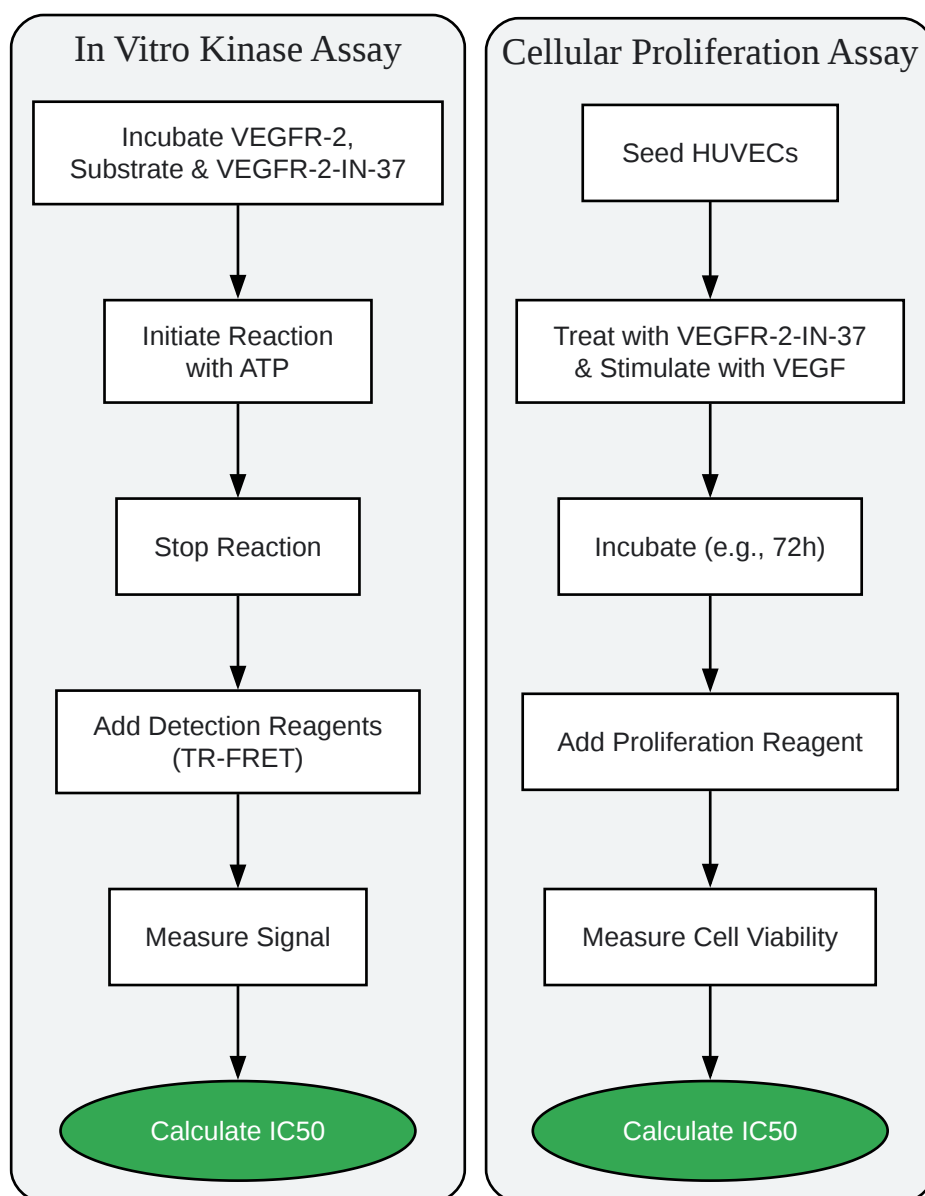 In Vitro Kinase Assay
Incubate VEGFR-2,
Substrate & VEGFR-2-IN-37
Initiate Reaction
with ATP
Stop Reaction
Add Detection Reagents
(TR-FRET)
Measure Signal
Calculate IC50
Cellular Proliferation Assay
Seed HUVECs
Treat with VEGFR-2-IN-37
& Stimulate with VEGF
Incubate (e.g., 72h)
Add Proliferation Reagent
Measure Cell Viability
Calculate IC50